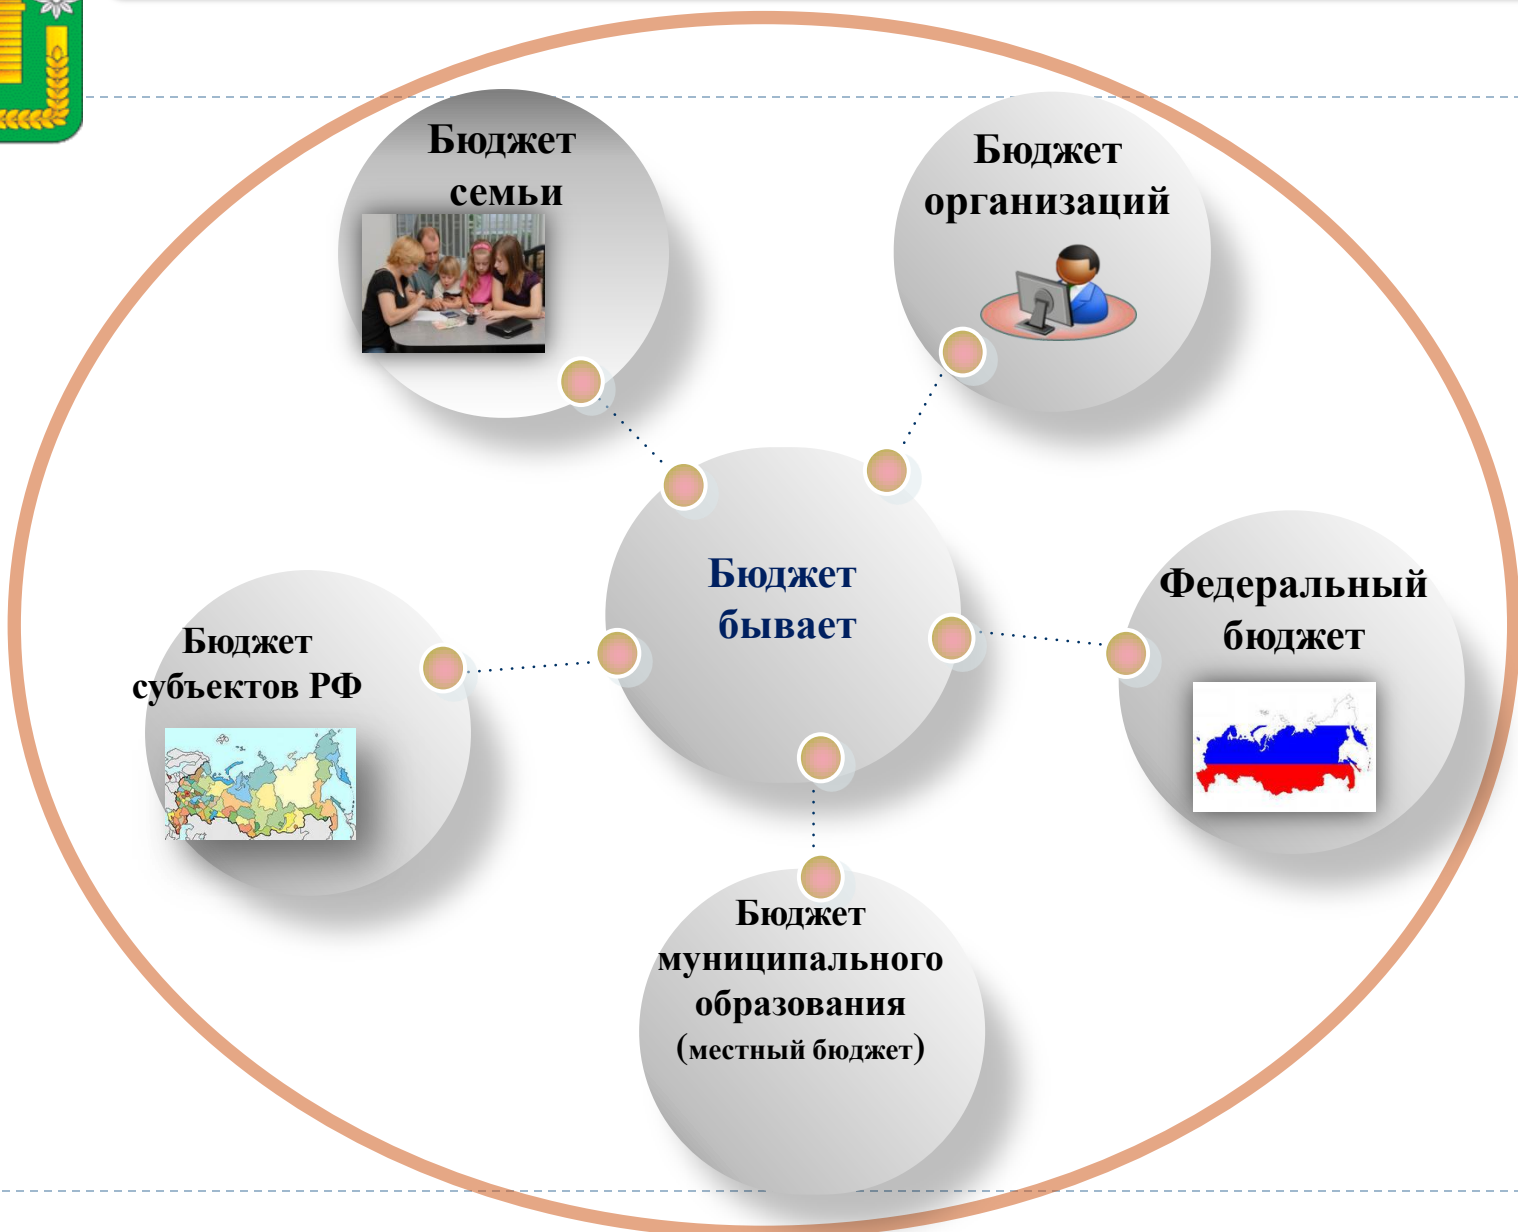 Бюджет
семьи
Бюджет
организаций
Бюджет
бывает
Федеральный
бюджет
Бюджет
субъектов РФ
Бюджет
муниципального
образования
(местный бюджет)